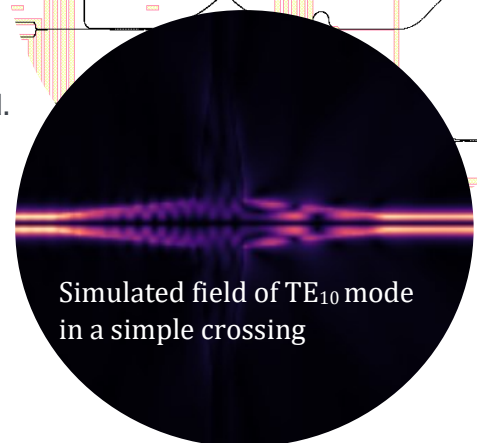 l.
Simulated field of TE₁₀ mode
in a simple crossing